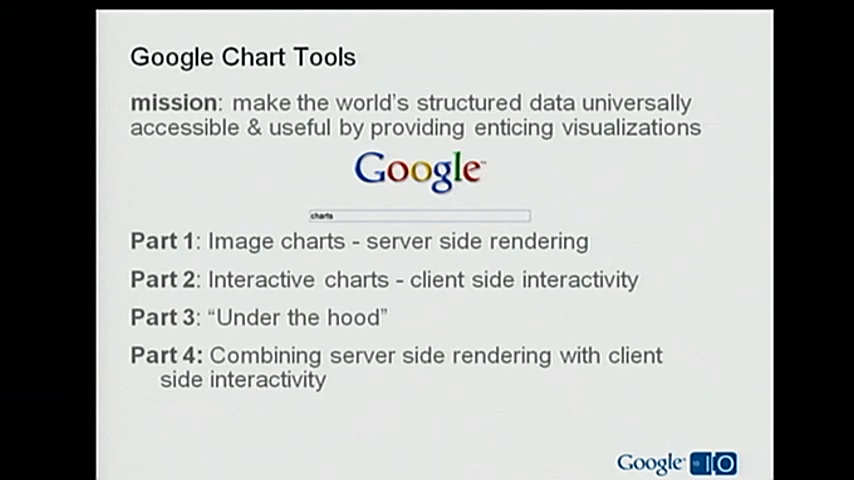 Google Chart Tools
mission: make the world's structured data universally
accessible & useful by providing enticing visualizations
Google™
charts
Part 1: Image charts - server side rendering
Part 2: Interactive charts - client side interactivity
Part 3: “Under the hood”
Part 4: Combining server side rendering with client
side interactivity
Google IO